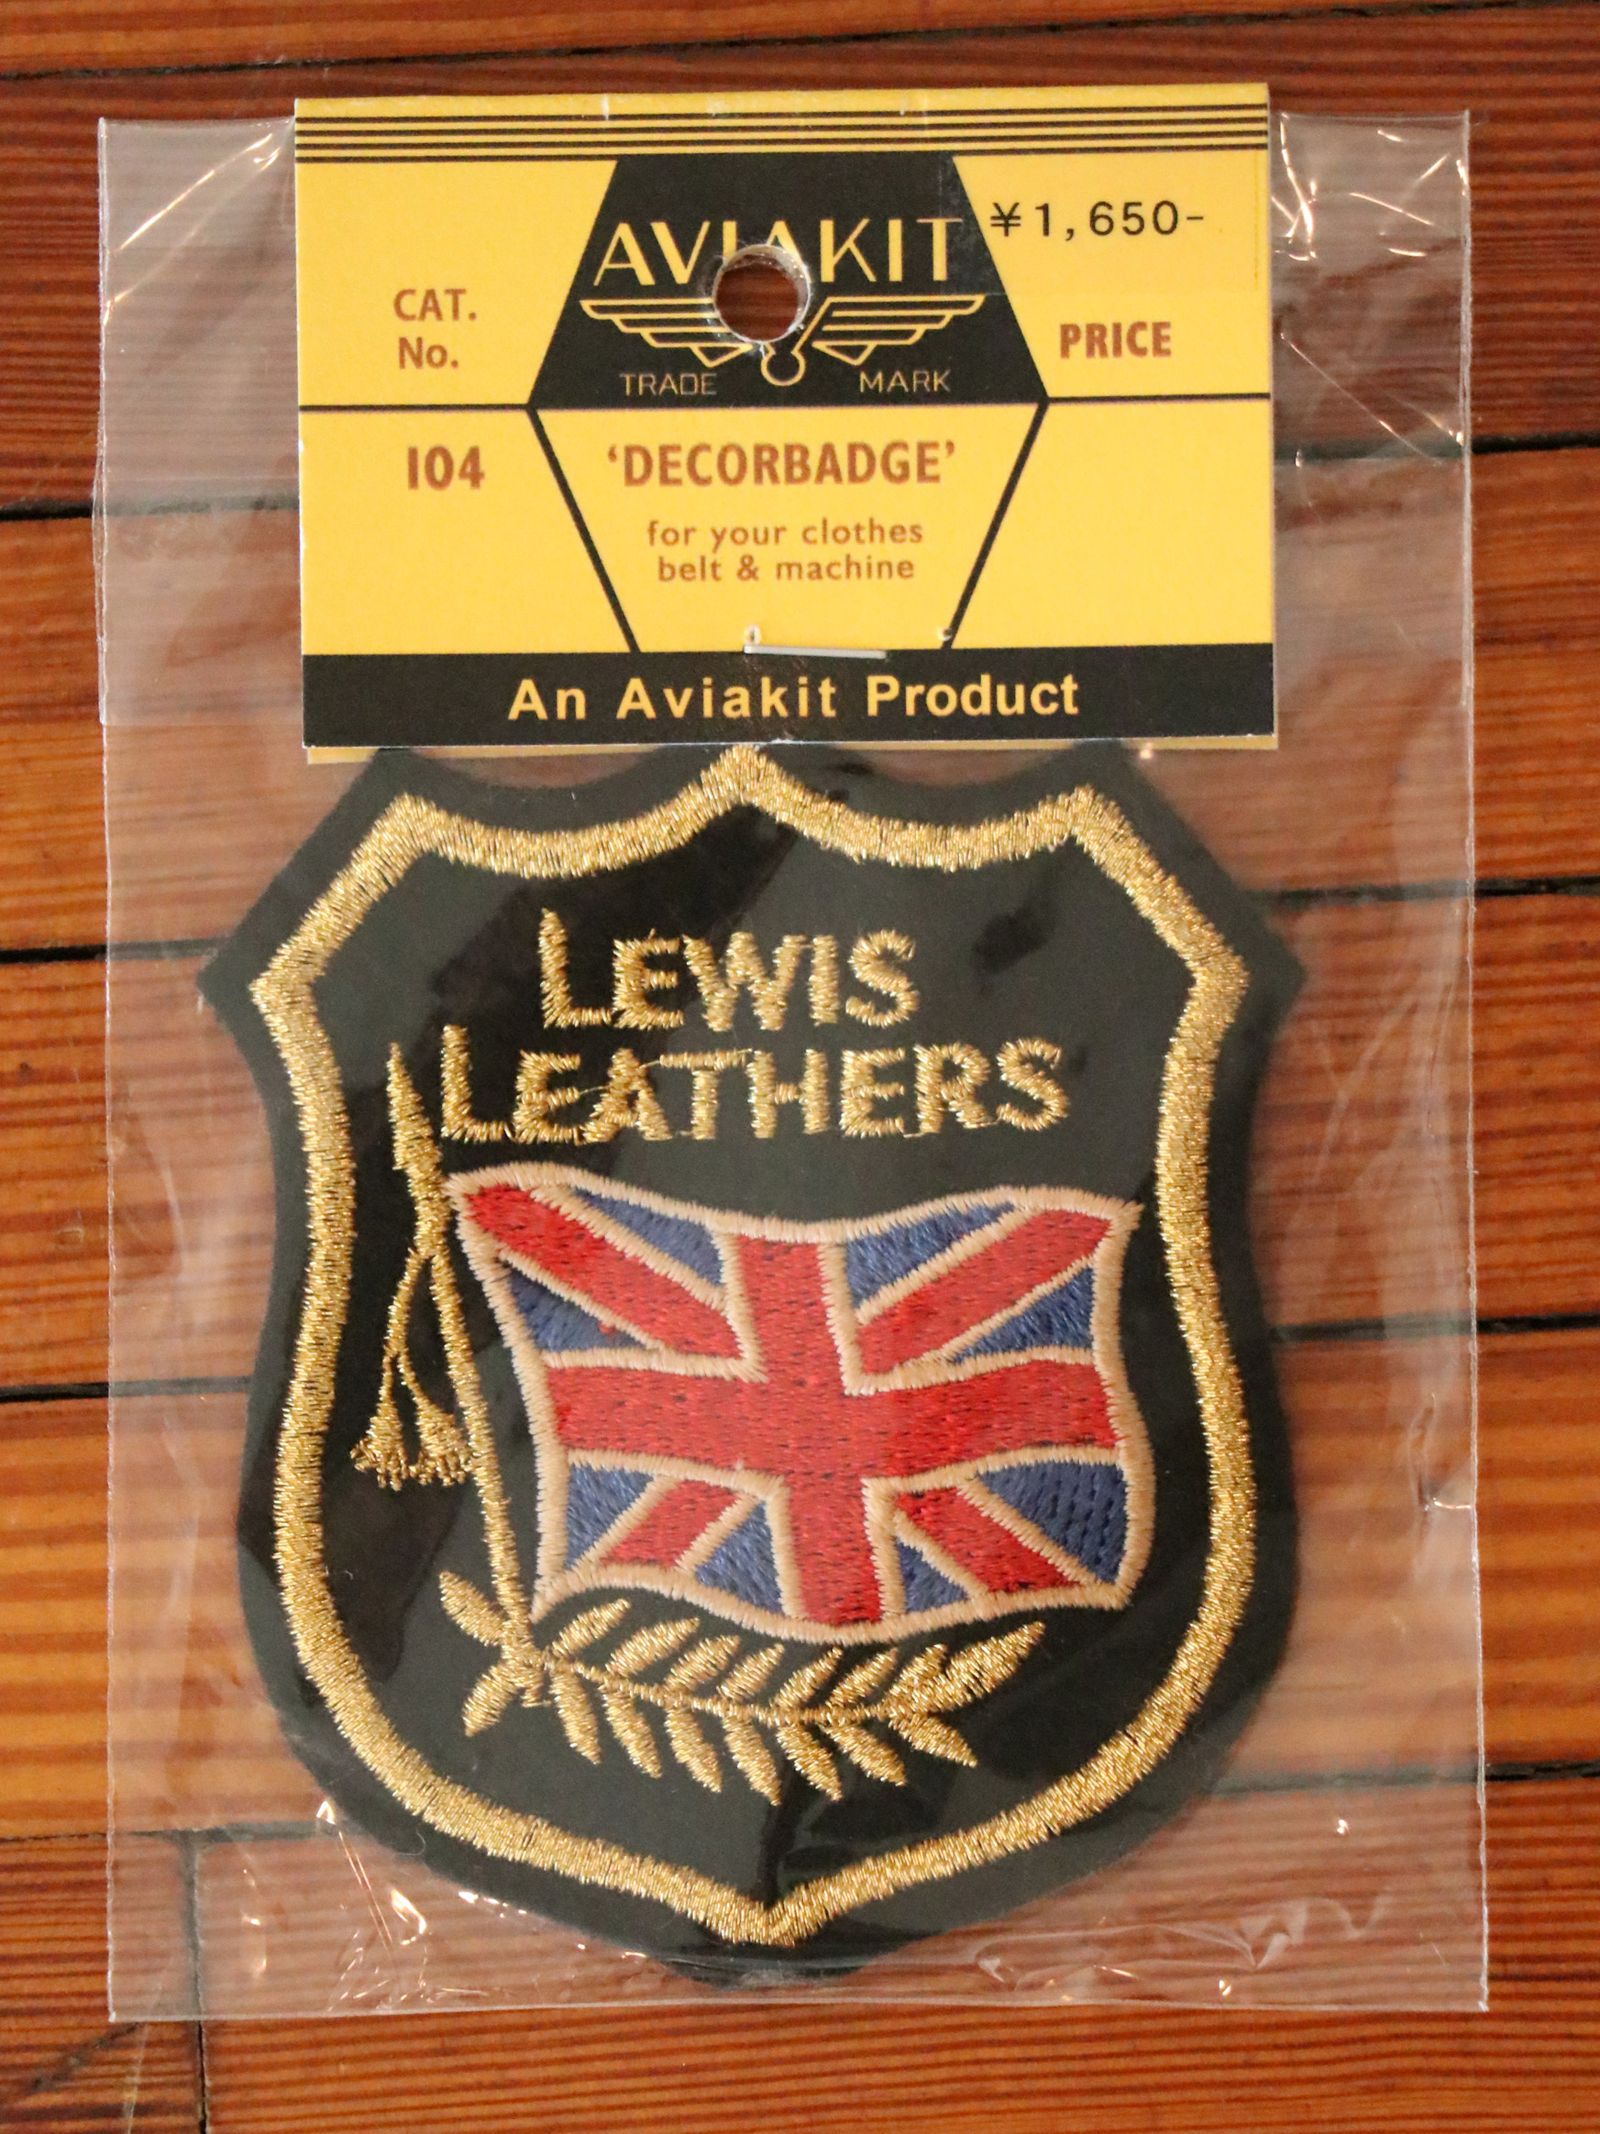 AVIAKIT
¥1,650-
CAT.
No.
TRADE MARK
PRICE
104
'DECORBADGE'
for your clothes
belt & machine
An Aviakit Product
LEWIS
LEATHERS